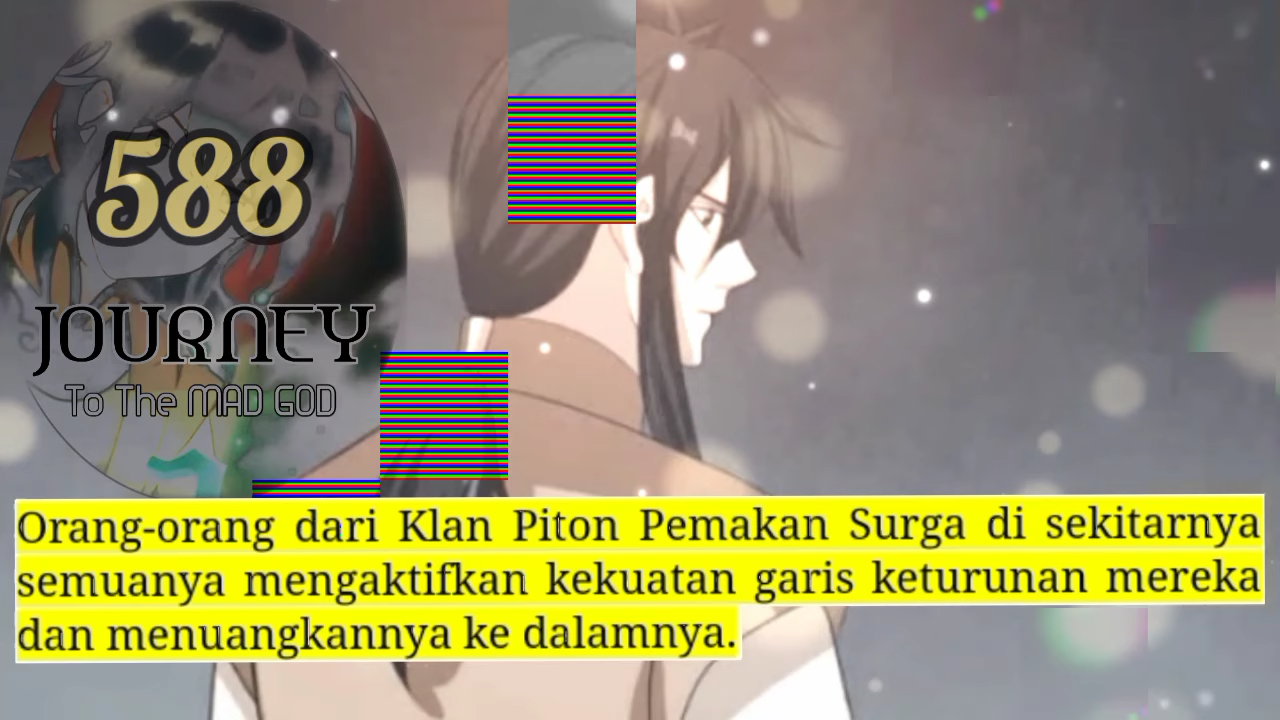 588
JOURNEY
To The MAD GOD
Orang-orang dari Klan Piton Pemakan Surga di sekitarnya
semuanya mengaktifkan kekuatan garis keturunan mereka
dan menuangkannya ke dalamnya.